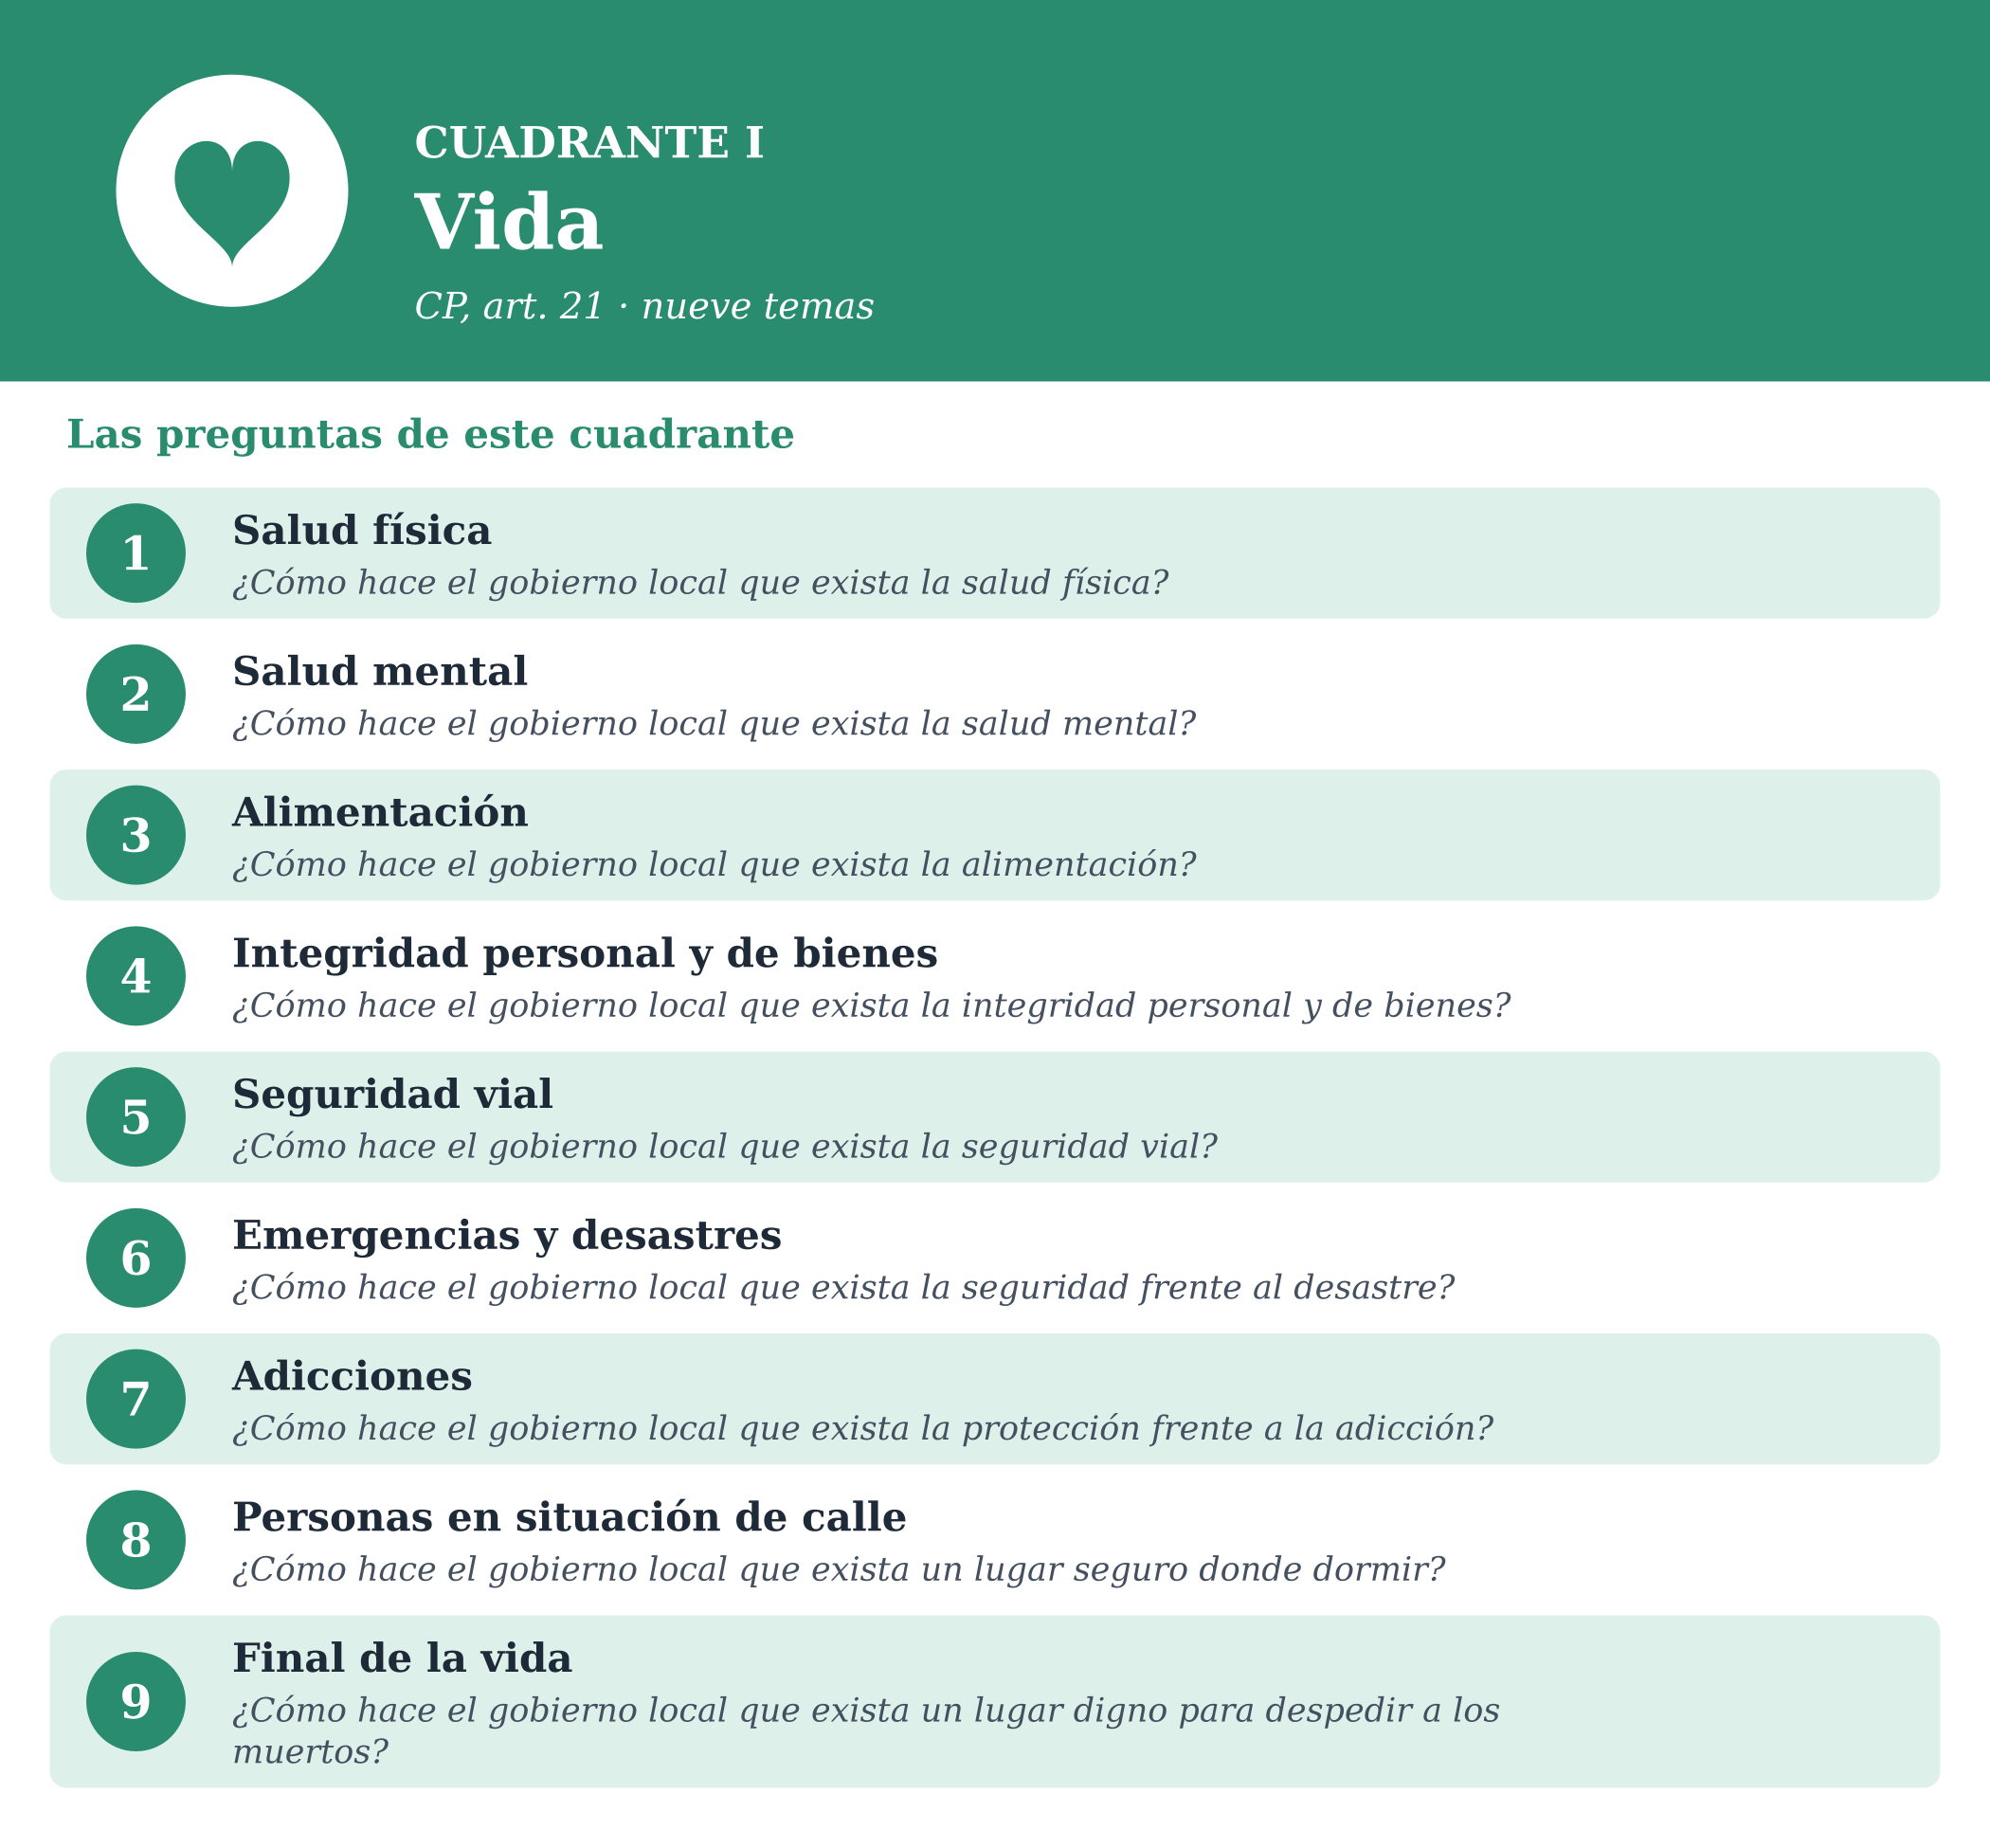 CUADRANTE I
Vida
CP, art. 21 · nueve temas
Las preguntas de este cuadrante
1
Salud física
¿Cómo hace el gobierno local que exista la salud física?
2
Salud mental
¿Cómo hace el gobierno local que exista la salud mental?
3
Alimentación
¿Cómo hace el gobierno local que exista la alimentación?
4
Integridad personal y de bienes
¿Cómo hace el gobierno local que exista la integridad personal y de bienes?
5
Seguridad vial
¿Cómo hace el gobierno local que exista la seguridad vial?
6
Emergencias y desastres
¿Cómo hace el gobierno local que exista la seguridad frente al desastre?
7
Adicciones
¿Cómo hace el gobierno local que exista la protección frente a la adicción?
8
Personas en situación de calle
¿Cómo hace el gobierno local que exista un lugar seguro donde dormir?
9
Final de la vida
¿Cómo hace el gobierno local que exista un lugar digno para despedir a los
muertos?